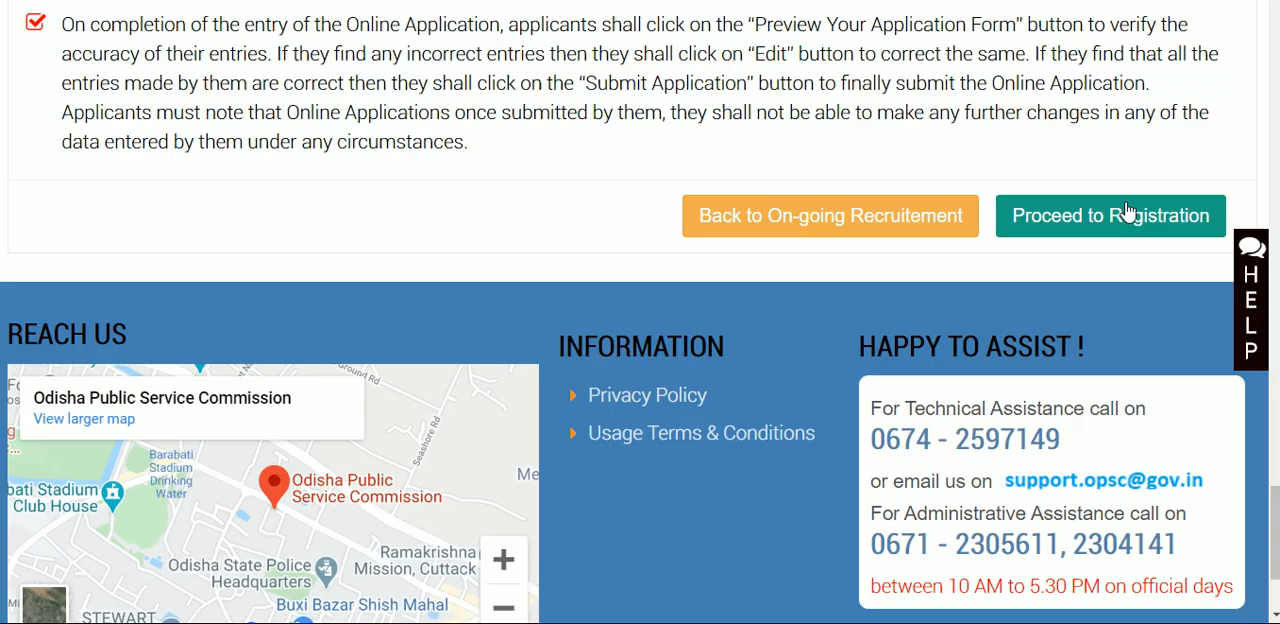 On completion of the entry of the Online Application, applicants shall click on the “Preview Your Application Form” button to verify the
accuracy of their entries. If they find any incorrect entries then they shall click on “Edit” button to correct the same. If they find that all the
entries made by them are correct then they shall click on the “Submit Application” button to finally submit the Online Application.
Applicants must note that Online Applications once submitted by them, they shall not be able to make any further changes in any of the
data entered by them under any circumstances.
Back to On-going Recruitement
Proceed to Registration
HELP
REACH US
Odisha Public Service Commission
View larger map
Ground Rd
Seashore Rd
Barabati
Stadium
Drinking
Water
bati Stadium
Club House
Odisha Public
Service Commission
Me
Odisha State Police
Headquarters
Ramakrishna
Mission, Cuttack
Buxi Bazar Shish Mahal
STEWART
+
−
INFORMATION
Privacy Policy
Usage Terms & Conditions
HAPPY TO ASSIST !
For Technical Assistance call on
0674 - 2597149
or email us on support.opsc@gov.in
For Administrative Assistance call on
0671 - 2305611, 2304141
between 10 AM to 5.30 PM on official days